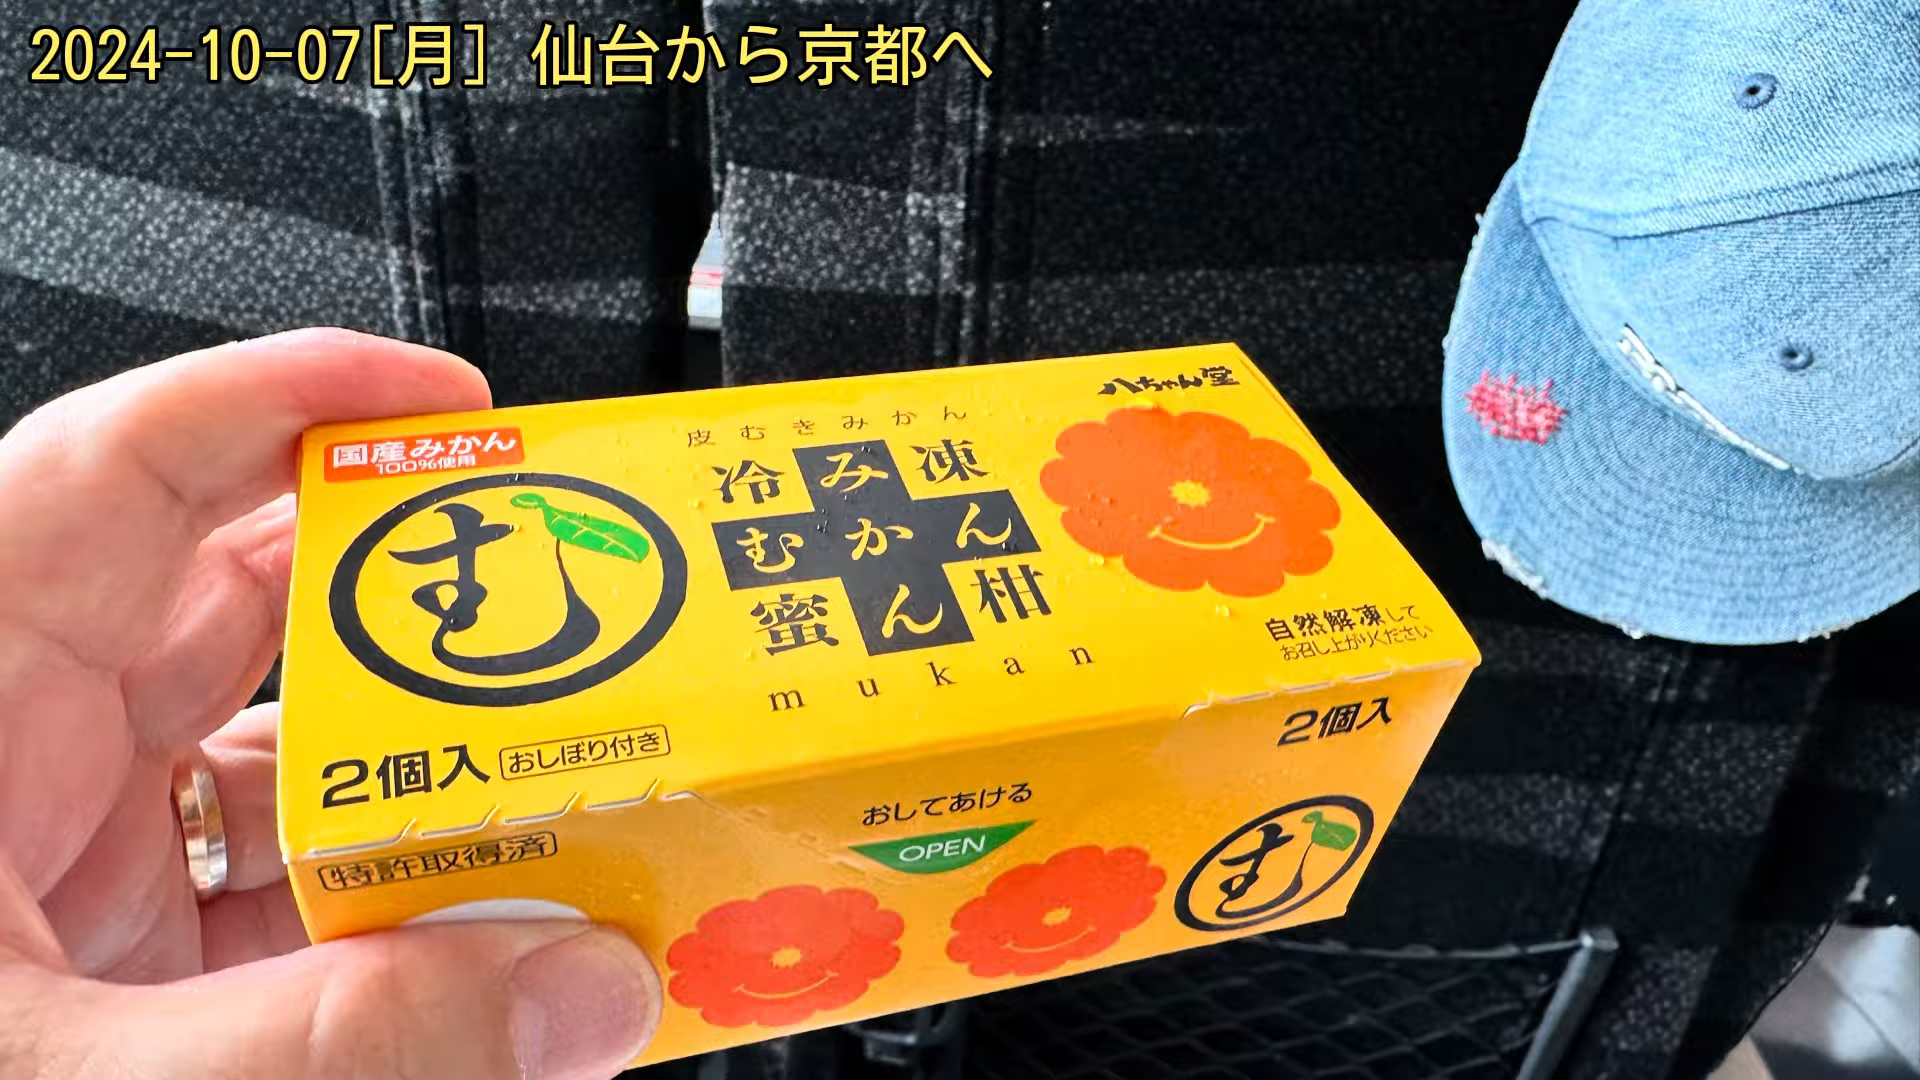 2024-10-07[月] 仙台から京都へ
八ちゃん堂
国産みかん
100%使用
皮むきみかん
冷み凍
むかん
蜜ん柑
mukan
む
自然解凍して
お召し上がりください
2個入 おしぼり付き
2個入
特許取得済
おしてあける
OPEN
む